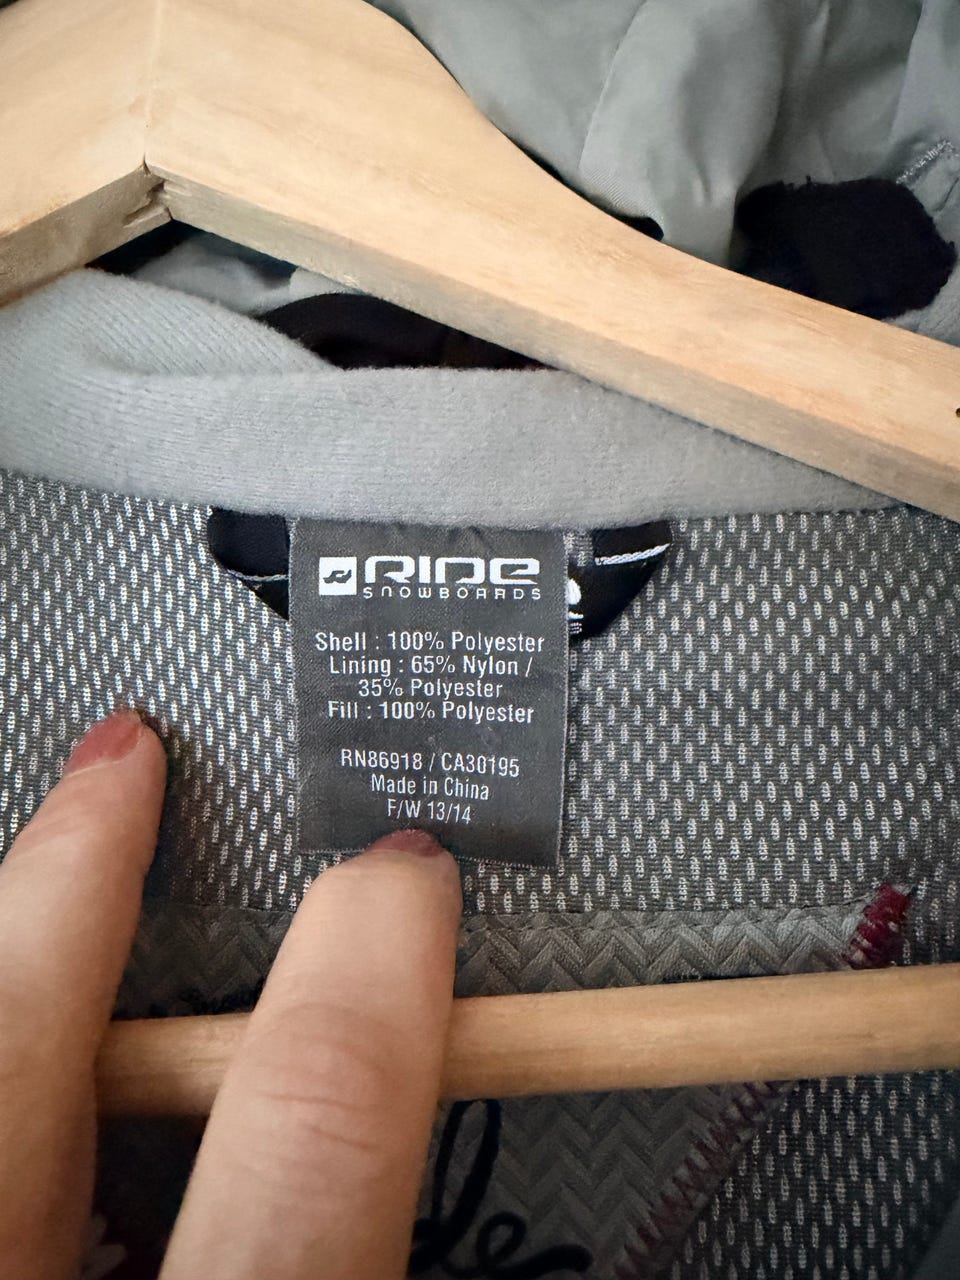 RIDE
SNOWBOARDS
Shell : 100% Polyester
Lining : 65% Nylon /
35% Polyester
Fill : 100% Polyester
RN86918 / CA30195
Made in China
F/W 13/14